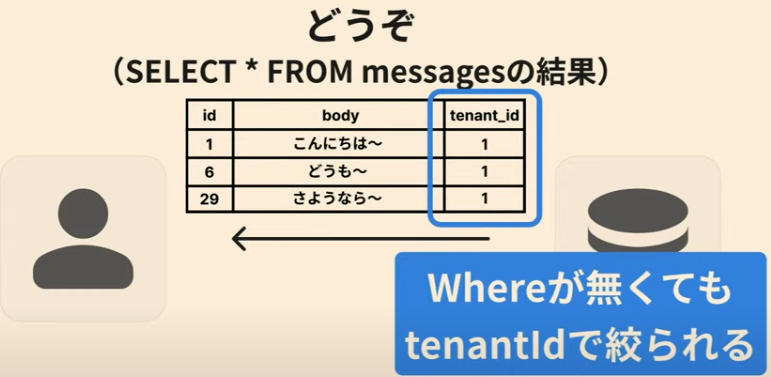 どうぞ
（SELECT * FROM messagesの結果）
id body tenant_id
1 こんにちは〜 1
6 どうも〜 1
29 さようなら〜 1
Whereが無くても
tenantIdで絞られる